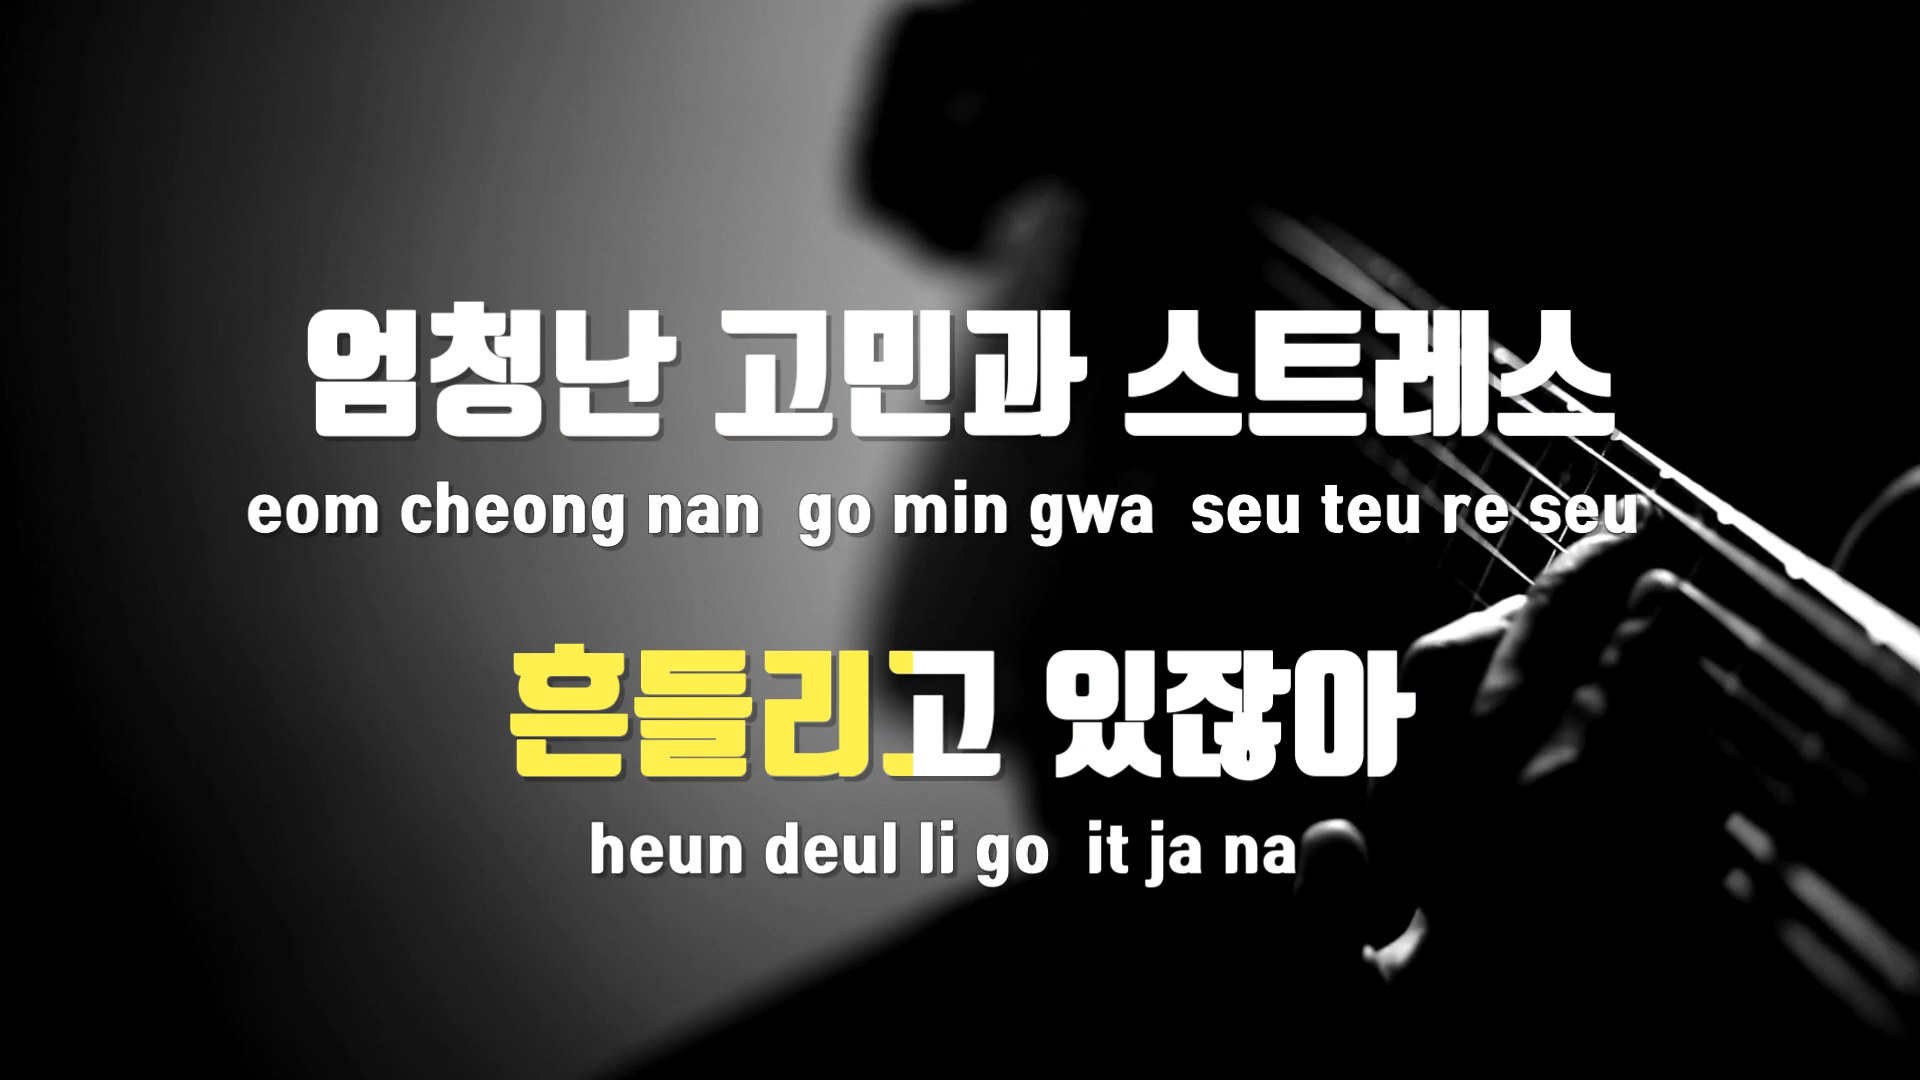 엄청난 고민과 스트레스
eom cheong nan go min gwa seu teu re seu
흔들리고 있잖아
heun deul li go it ja na